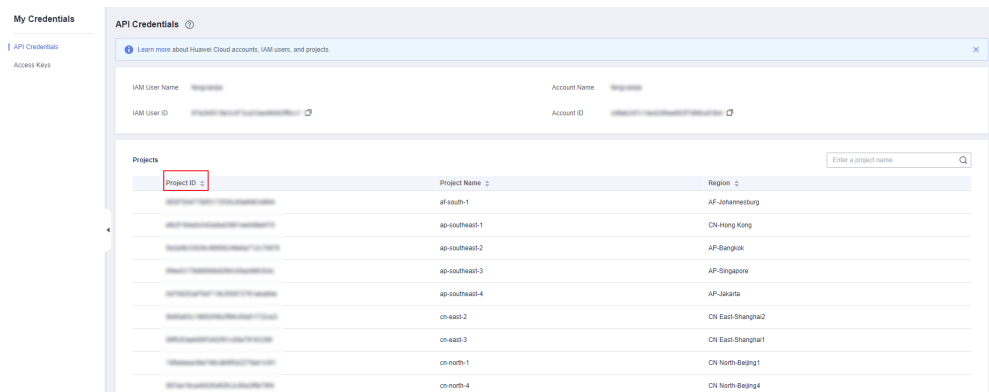 My Credentials
API Credentials
Access Keys
API Credentials
Learn more about Huawei Cloud accounts, IAM users, and projects.
IAM User Name
Account Name
IAM User ID
Account ID
Projects
Enter a project name.
Project ID Project Name Region
af-south-1 AF-Johannesburg
ap-southeast-1 CN-Hong Kong
ap-southeast-2 AP-Bangkok
ap-southeast-3 AP-Singapore
ap-southeast-4 AP-Jakarta
cn-east-2 CN East-Shanghai2
cn-east-3 CN East-Shanghai1
cn-north-1 CN North-Beijing1
cn-north-4 CN North-Beijing4